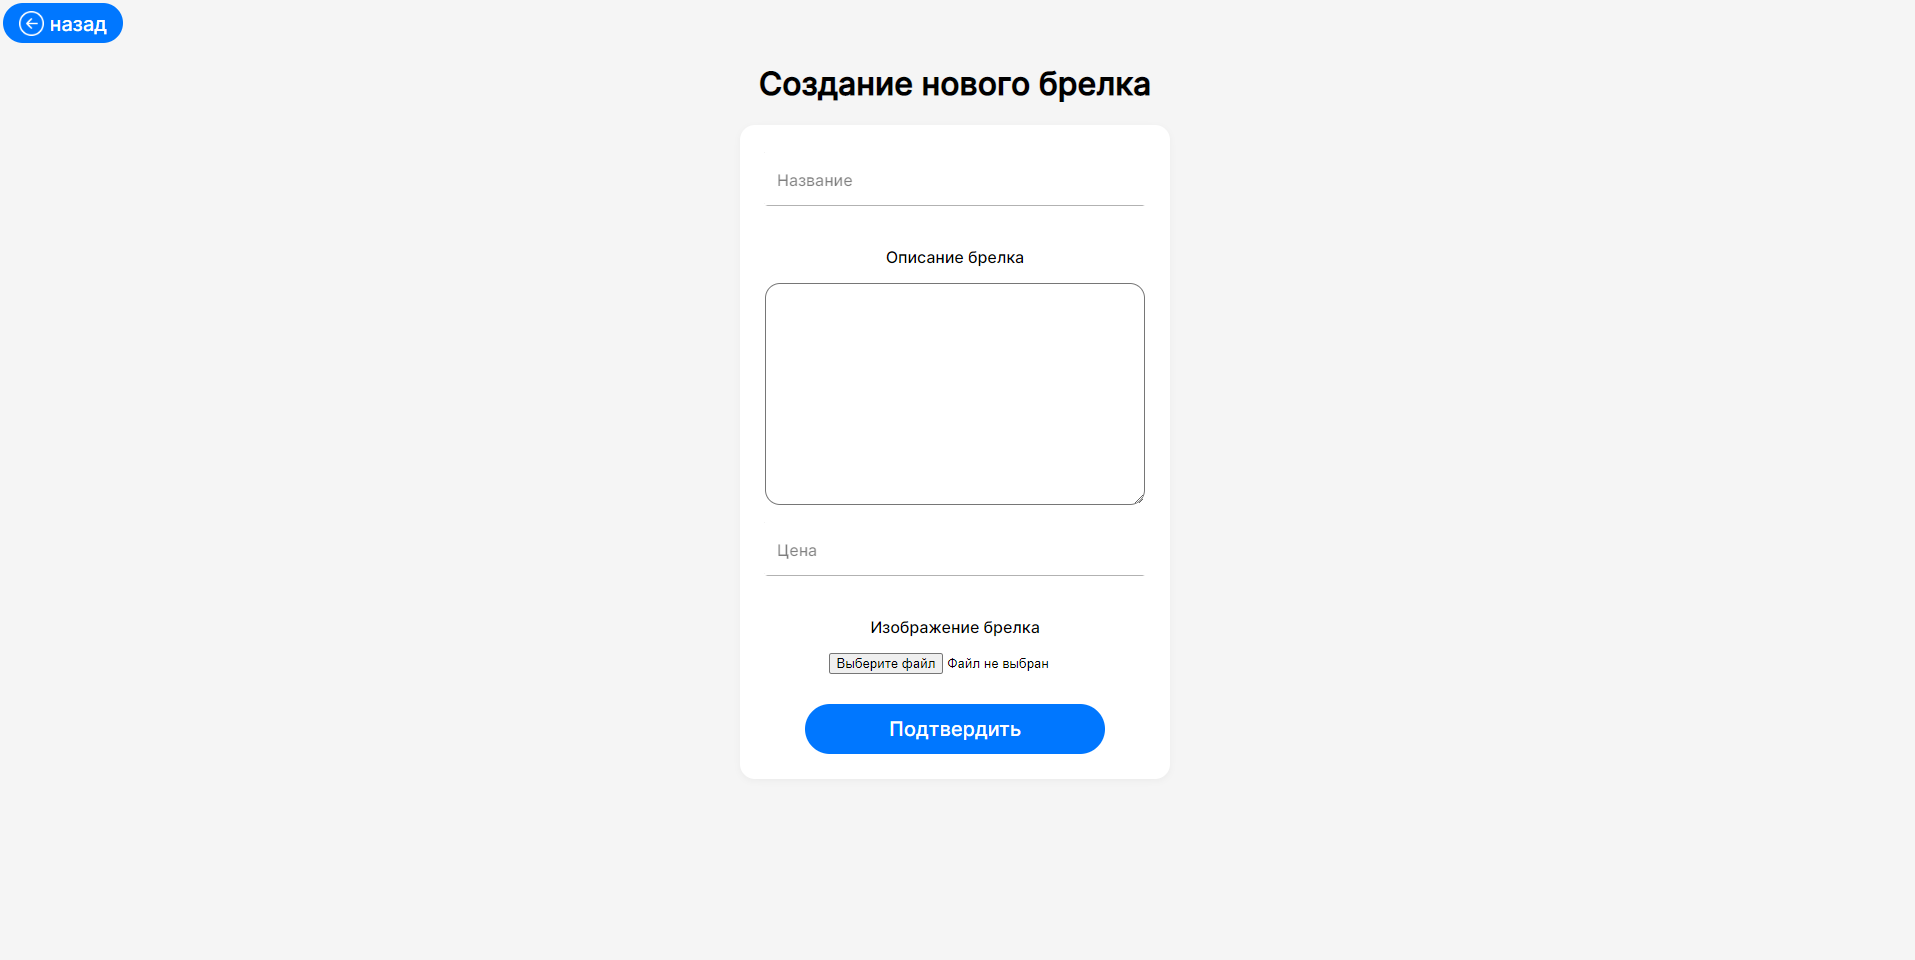 назад
Создание нового брелка
Название
Описание брелка
Цена
Изображение брелка
Выберите файл Файл не выбран
Подтвердить